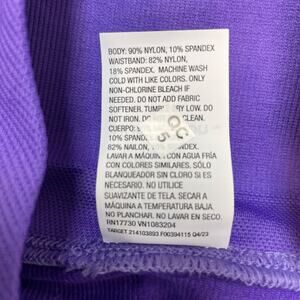 BODY: 90% NYLON, 10% SPANDEX
WAISTBAND: 82% NYLON,
18% SPANDEX. MACHINE WASH
COLD WITH LIKE COLORS. ONLY
NON-CHLORINE BLEACH IF
NEEDED. DO NOT ADD FABRIC
SOFTENER. TUMBLE DRY LOW. DO
NOT IRON. DO NOT CLEAN.
CUERPO:
10% SPAND
82% NAILON, SPANDEX.
LAVAR A MÁQUINA CON AGUA FRÍA
CON COLORES SIMILARES. SÓLO
BLANQUEADOR SIN CLORO SI ES
NECESARIO. NO UTILICE
SUAVIZANTE DE TELA. SECAR A
MÁQUINA A TEMPERATURA BAJA.
NO PLANCHAR. NO LAVAR EN SECO.
RN17730 VN1083204
TARGET 214103893 F00394115 Q4/23
QC
5